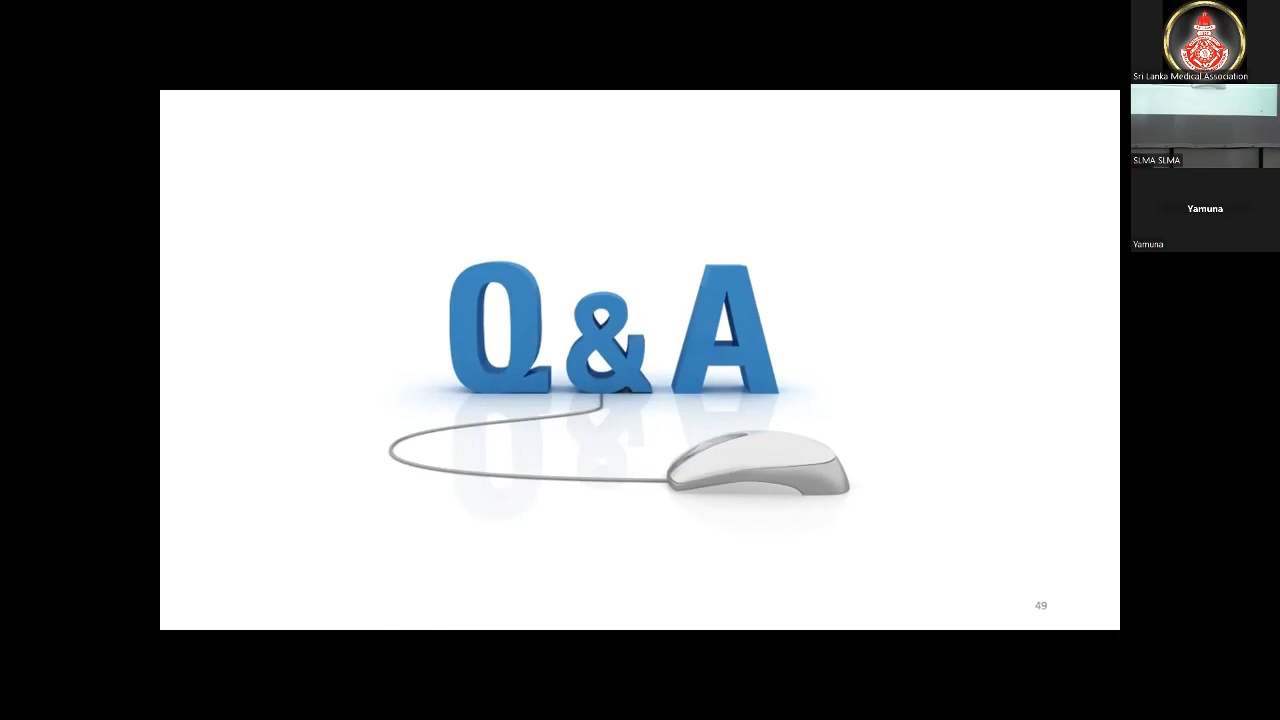 Q & A
49
Sri Lanka Medical Association
SLMA SLMA
Yamuna
Yamuna